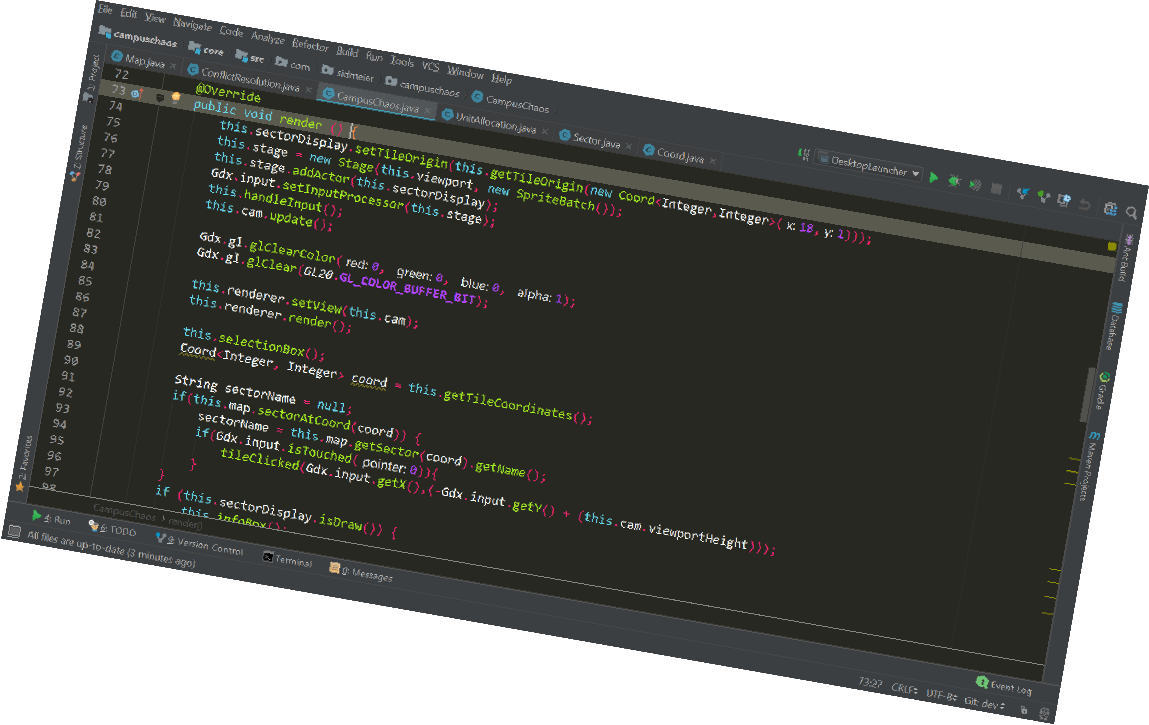 File Edit View Navigate Code Analyze Refactor Build Run Tools VCS Window Help
campuschaos core src com sidmeier campuschaos CampusChaos
DesktopLauncher
Map.java ConflictResolution.java CampusChaos.java UnitAllocation.java Sector.java Coord.java
1: Project
Z: Structure
2: Favorites
72 @Override
73 public void render () {
74 this.sectorDisplay.setTileOrigin(this.getTileOrigin(new Coord<Integer,Integer>( x: 18, y: 1)));
75 this.stage = new Stage(this.viewport, new SpriteBatch());
76 this.stage.addActor(this.sectorDisplay);
77 Gdx.input.setInputProcessor(this.stage);
78 this.handleInput();
79 this.cam.update();
80
81 Gdx.gl.glClearColor( red: 0, green: 0, blue: 0, alpha: 1);
82 Gdx.gl.glClear(GL20.GL_COLOR_BUFFER_BIT);
83
84 this.renderer.setView(this.cam);
85 this.renderer.render();
86
87 this.selectionBox();
88 Coord<Integer, Integer> coord = this.getTileCoordinates();
89
90 String sectorName = null;
91 if(this.map.sectorAtCoord(coord)) {
92 sectorName = this.map.getSector(coord).getName();
93 if(Gdx.input.isTouched( pointer: 0)){
94 tileClicked(Gdx.input.getX(),(-Gdx.input.getY() + (this.cam.viewportHeight)));
95 }
96 }
97 if (this.sectorDisplay.isDraw()) {
98 this.infoBox();
CampusChaos render()
Ant Build
Database
Gradle
Maven Projects
4: Run 6: TODO 9: Version Control Terminal 0: Messages
1 Event Log
All files are up-to-date (3 minutes ago)
73:27 CRLF UTF-8 Git: dev